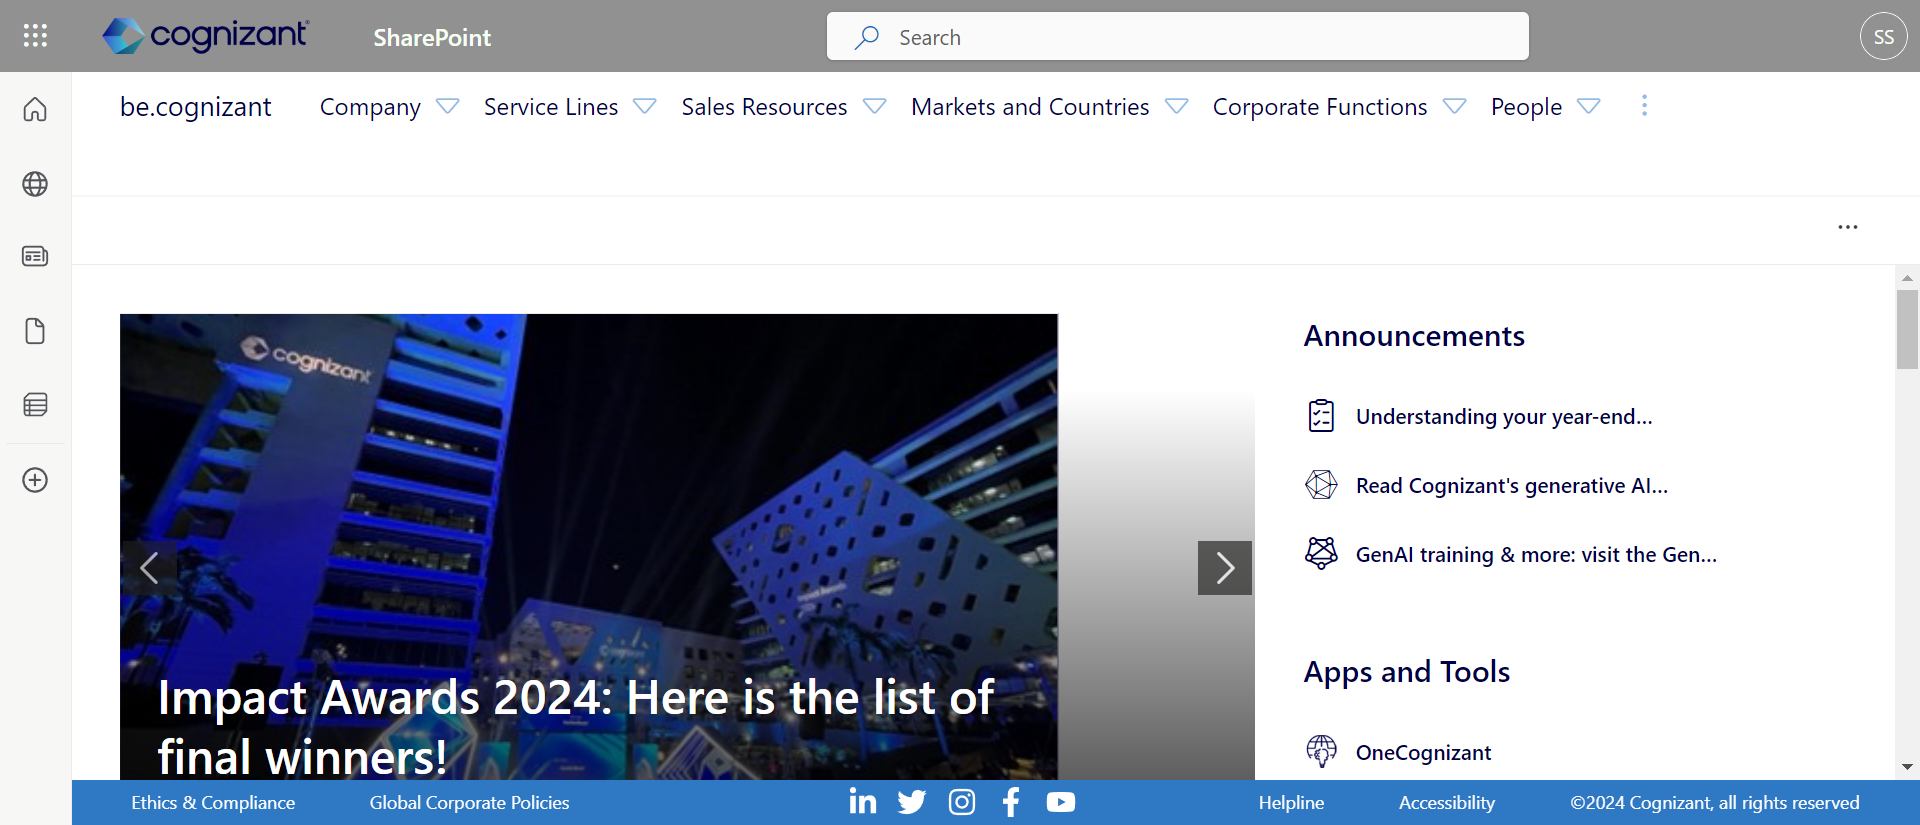 cognizant
SharePoint
Search
SS
be.cognizant
Company
Service Lines
Sales Resources
Markets and Countries
Corporate Functions
People
cognizant
Impact Awards 2024: Here is the list of
final winners!
Announcements
Understanding your year-end...
Read Cognizant's generative AI...
GenAI training & more: visit the Gen...
Apps and Tools
OneCognizant
Ethics & Compliance
Global Corporate Policies
Helpline
Accessibility
©2024 Cognizant, all rights reserved